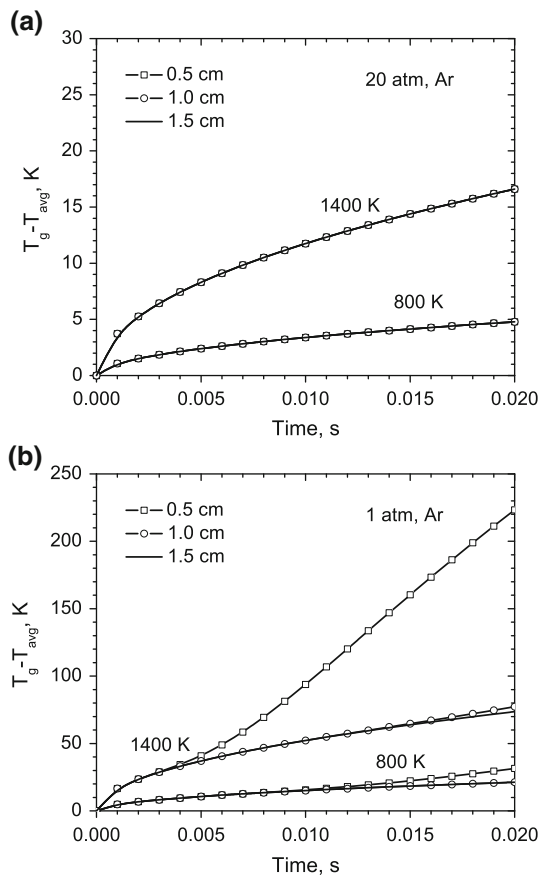 (a)
30
25
20
15
10
5
0
T_g-T_avg, K
0.5 cm
1.0 cm
1.5 cm
20 atm, Ar
1400 K
800 K
0.000 0.005 0.010 0.015 0.020
Time, s
(b)
250
200
150
100
50
0
T_g-T_avg, K
0.5 cm
1.0 cm
1.5 cm
1 atm, Ar
1400 K
800 K
0.000 0.005 0.010 0.015 0.020
Time, s